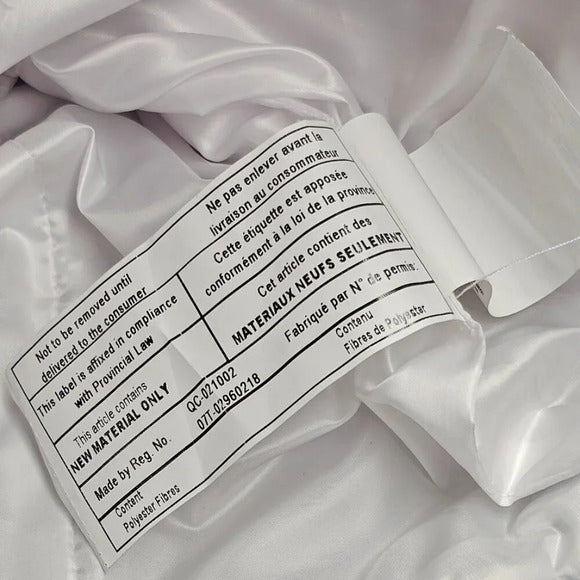 Not to be removed until
delivered to the consumer
Ne pas enlever avant la
livraison au consommateur
This label is affixed in compliance
with Provincial Law
Cette étiquette est apposée
conformément à la loi de la province
This article contains
NEW MATERIAL ONLY
Cet article contient des
MATERIAUX NEUFS SEULEMENT
Made by Reg. No.
QC-021002
07T-02960218
Fabriqué par N° de permis:
Content
Polyester Fibres
Contenu
Fibres de Polyester